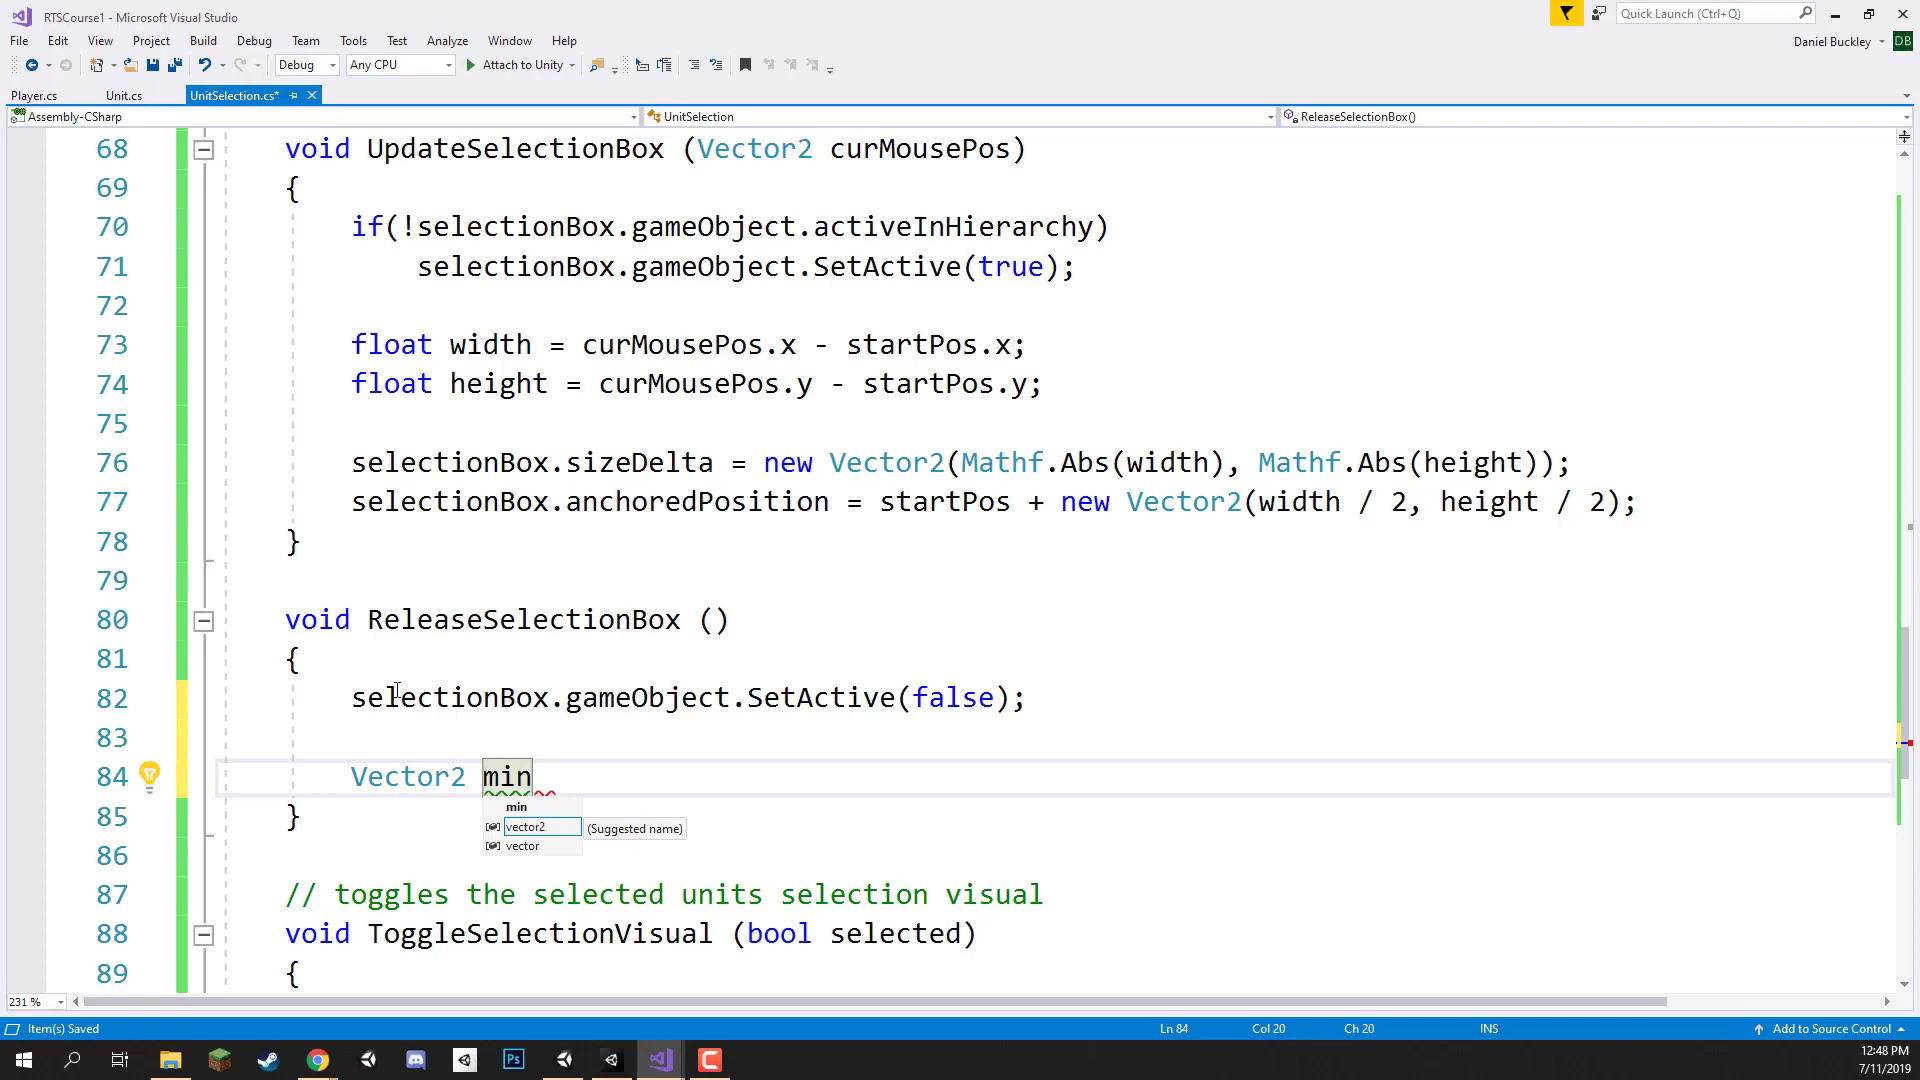 RTSCourse1 - Microsoft Visual Studio
Quick Launch (Ctrl+Q)
File Edit View Project Build Debug Team Tools Test Analyze Window Help
Daniel Buckley DB
Debug Any CPU Attach to Unity
Player.cs Unit.cs UnitSelection.cs*
Assembly-CSharp UnitSelection ReleaseSelectionBox()
68 void UpdateSelectionBox (Vector2 curMousePos)
69 {
70 if(!selectionBox.gameObject.activeInHierarchy)
71 selectionBox.gameObject.SetActive(true);
72
73 float width = curMousePos.x - startPos.x;
74 float height = curMousePos.y - startPos.y;
75
76 selectionBox.sizeDelta = new Vector2(Mathf.Abs(width), Mathf.Abs(height));
77 selectionBox.anchoredPosition = startPos + new Vector2(width / 2, height / 2);
78 }
79
80 void ReleaseSelectionBox ()
81 {
82 selectionBox.gameObject.SetActive(false);
83
84 Vector2 min
min
vector2 (Suggested name)
vector
85 }
86
87 // toggles the selected units selection visual
88 void ToggleSelectionVisual (bool selected)
89 {
231 %
Item(s) Saved Ln 84 Col 20 Ch 20 INS Add to Source Control
Ps
12:48 PM
7/11/2019